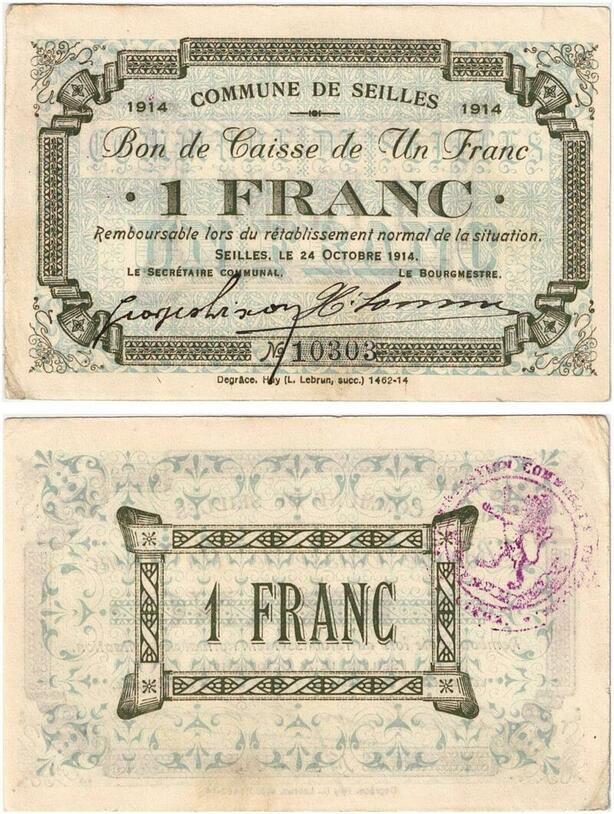 COMMUNE DE SEILLES
1914 1914
Bon de Caisse de Un Franc
· 1 FRANC ·
Remboursable lors du rétablissement normal de la situation.
SEILLES, LE 24 OCTOBRE 1914.
LE SECRÉTAIRE COMMUNAL. LE BOURGMESTRE.
№ 10303
Degrâce, Huy (L. Lebrun, succ.) 1462-14
1 FRANC